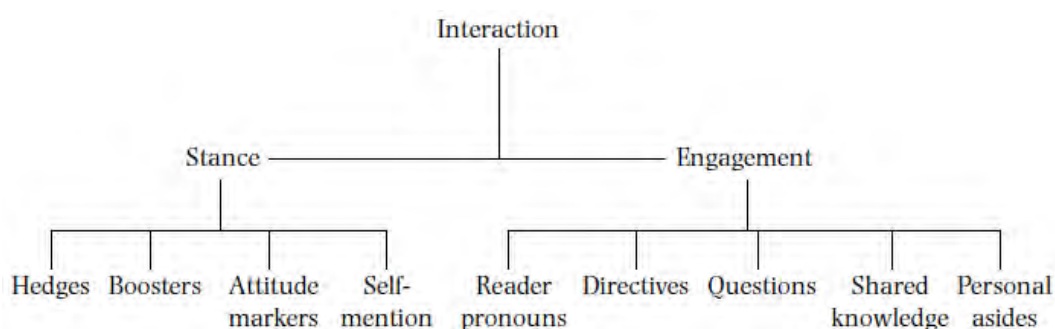 Interaction
Stance Engagement
Hedges Boosters Attitude Self- Reader Directives Questions Shared Personal
markers mention pronouns knowledge asides